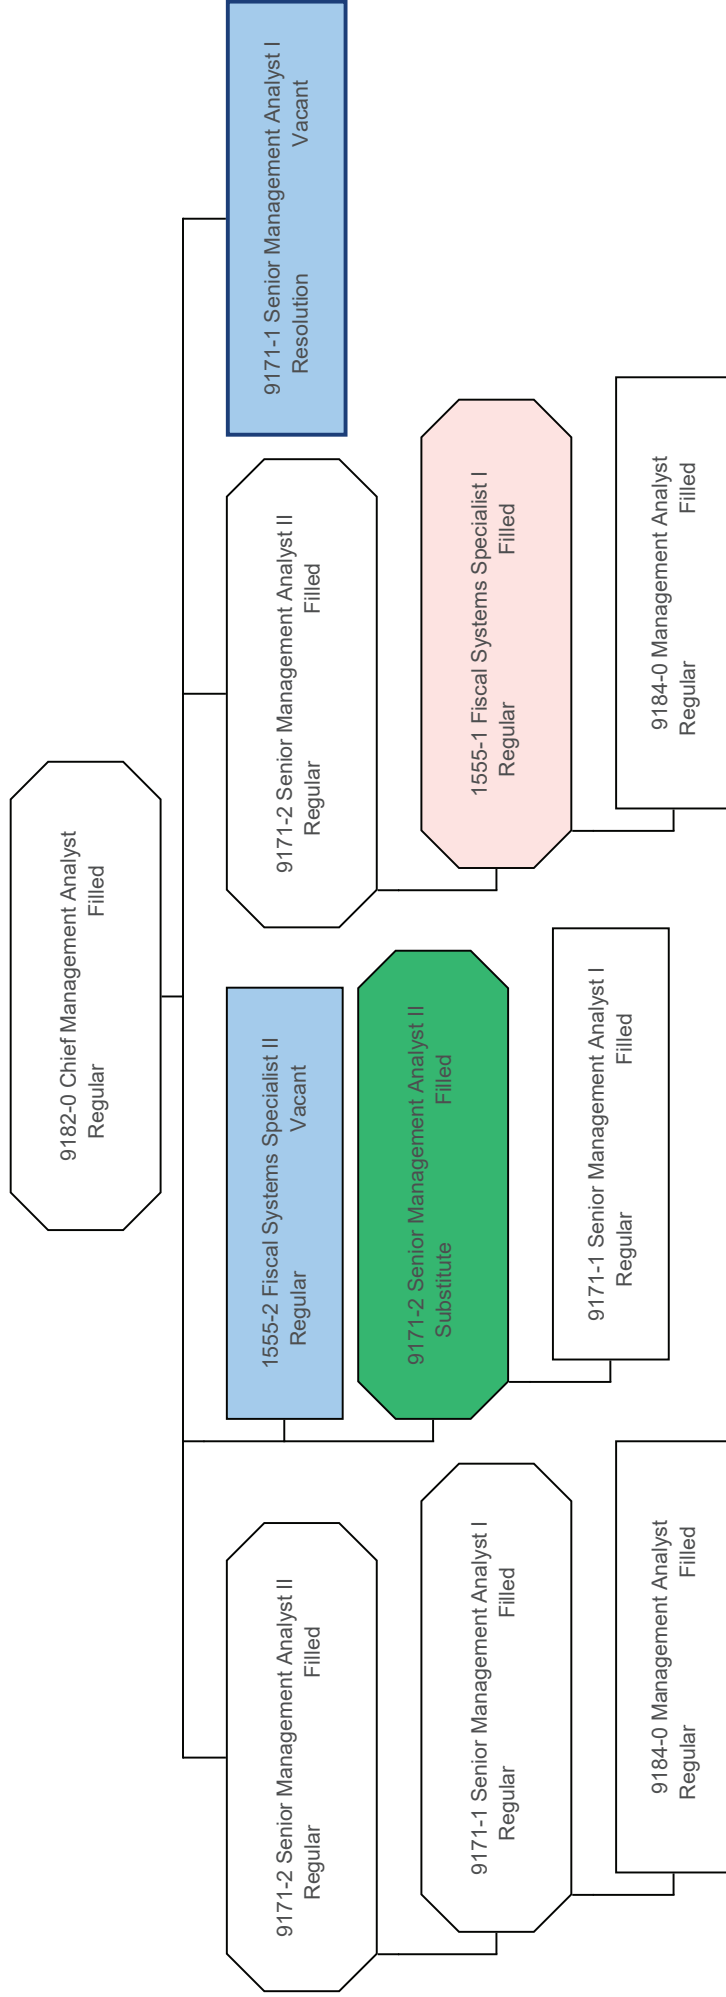 9182-0 Chief Management Analyst
Regular Filled
9171-2 Senior Management Analyst II
Regular Filled
9171-1 Senior Management Analyst I
Regular Filled
9184-0 Management Analyst
Regular Filled
1555-2 Fiscal Systems Specialist II
Regular Vacant
9171-2 Senior Management Analyst II
Substitute Filled
9171-1 Senior Management Analyst I
Regular Filled
9171-2 Senior Management Analyst II
Regular Filled
1555-1 Fiscal Systems Specialist I
Regular Filled
9184-0 Management Analyst
Regular Filled
9171-1 Senior Management Analyst I
Resolution Vacant